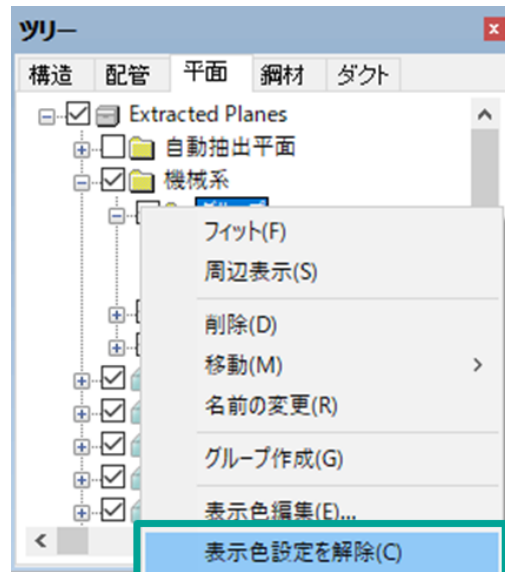 ツリー
構造 配管 平面 鋼材 ダクト
Extracted Planes
自動抽出平面
機械系
フィット(F)
周辺表示(S)
削除(D)
移動(M)
名前の変更(R)
グループ作成(G)
表示色編集(E)...
表示色設定を解除(C)